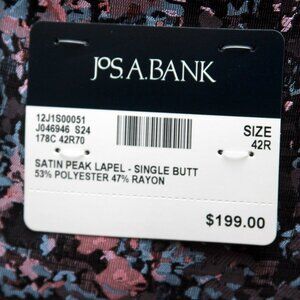 JOS. A. BANK
12J1S00051
J046946 S24
178C 42R70
SIZE
42R
SATIN PEAK LAPEL - SINGLE BUTT
53% POLYESTER 47% RAYON
$199.00